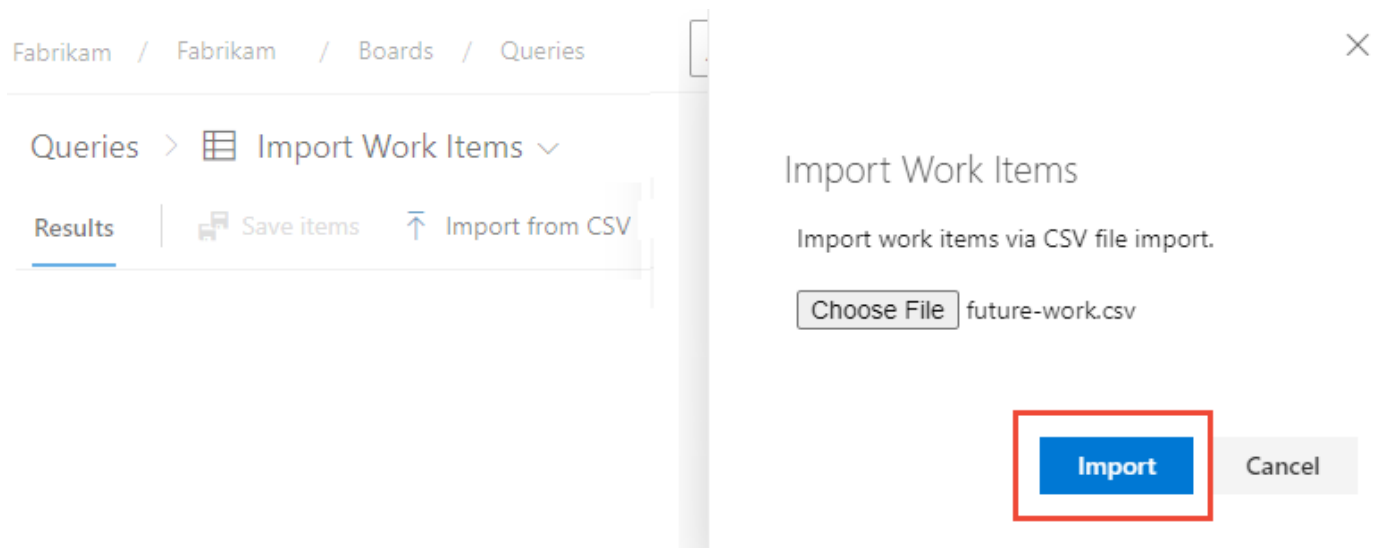 Fabrikam / Fabrikam / Boards / Queries
Queries > Import Work Items
Results Save items Import from CSV
Import Work Items
Import work items via CSV file import.
Choose File future-work.csv
Import Cancel